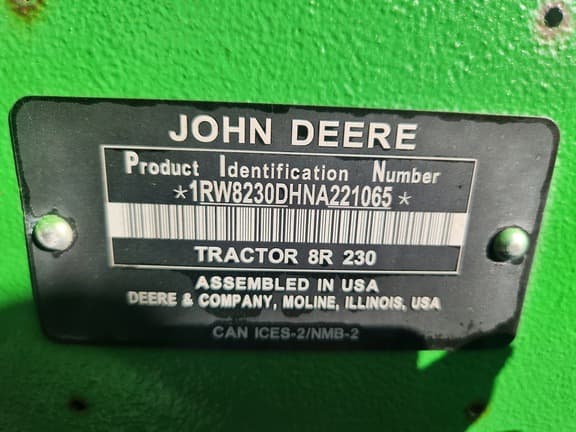 JOHN DEERE
Product Identification Number
*1RW8230DHNA221065*
TRACTOR 8R 230
ASSEMBLED IN USA
DEERE & COMPANY, MOLINE, ILLINOIS, USA
CAN ICES-2/NMB-2